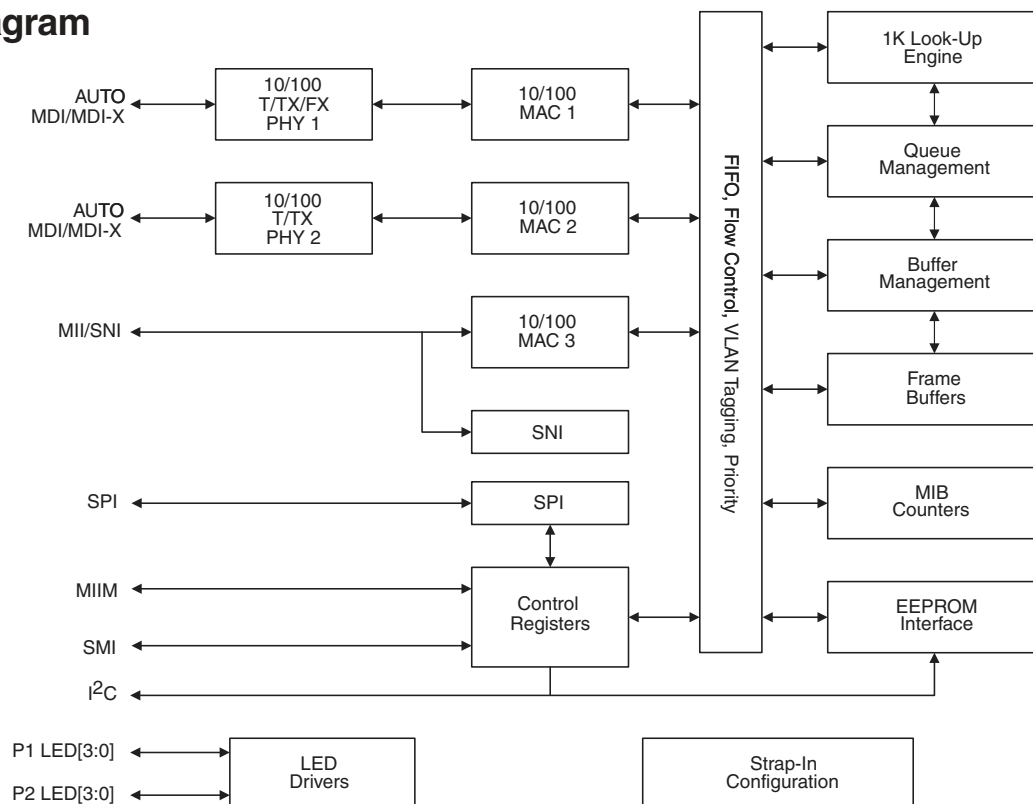 agram
AUTO
MDI/MDI-X
10/100
T/TX/FX
PHY 1
10/100
MAC 1
AUTO
MDI/MDI-X
10/100
T/TX
PHY 2
10/100
MAC 2
MII/SNI
10/100
MAC 3
SNI
SPI
SPI
MIIM
SMI
Control
Registers
I²C
FIFO, Flow Control, VLAN Tagging, Priority
1K Look-Up
Engine
Queue
Management
Buffer
Management
Frame
Buffers
MIB
Counters
EEPROM
Interface
P1 LED[3:0]
P2 LED[3:0]
LED
Drivers
Strap-In
Configuration